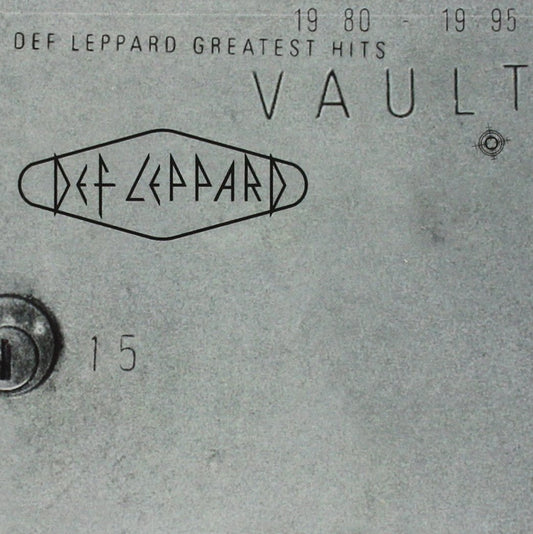 19 80 - 19 95
DEF LEPPARD GREATEST HITS
VAULT
DEF LEPPARD
15